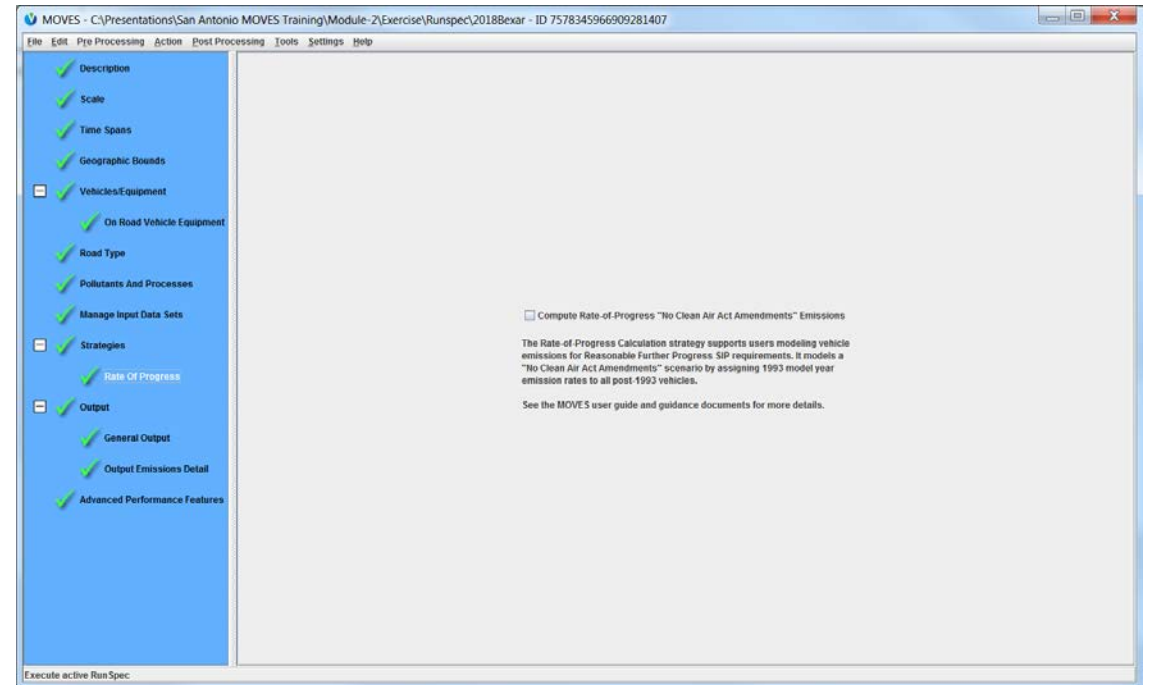 MOVES - C:\Presentations\San Antonio MOVES Training\Module-2\Exercise\Runspec\2018Bexar - ID 7578345966909281407
File Edit Pre Processing Action Post Processing Tools Settings Help
Description
Scale
Time Spans
Geographic Bounds
Vehicles/Equipment
On Road Vehicle Equipment
Road Type
Pollutants And Processes
Manage Input Data Sets
Strategies
Rate Of Progress
Output
General Output
Output Emissions Detail
Advanced Performance Features
Compute Rate-of-Progress "No Clean Air Act Amendments" Emissions
The Rate-of-Progress Calculation strategy supports users modeling vehicle
emissions for Reasonable Further Progress SIP requirements. It models a
"No Clean Air Act Amendments" scenario by assigning 1993 model year
emission rates to all post-1993 vehicles.
See the MOVES user guide and guidance documents for more details.
Execute active RunSpec